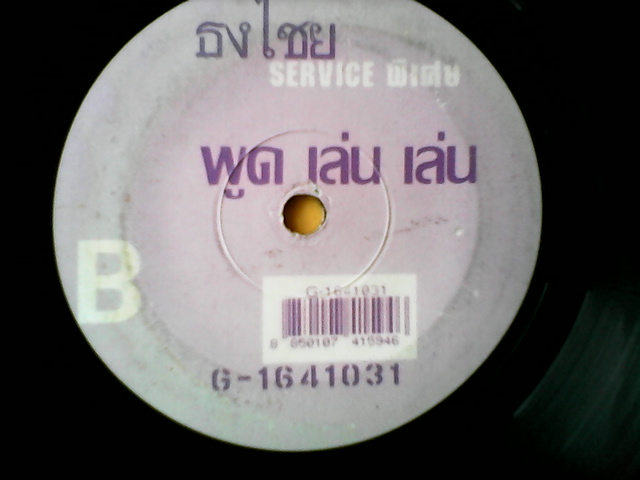 ธงไชย
SERVICE พิเศษ
พูด เล่น เล่น
B
G-1641031
8 850107 415946
G-1641031